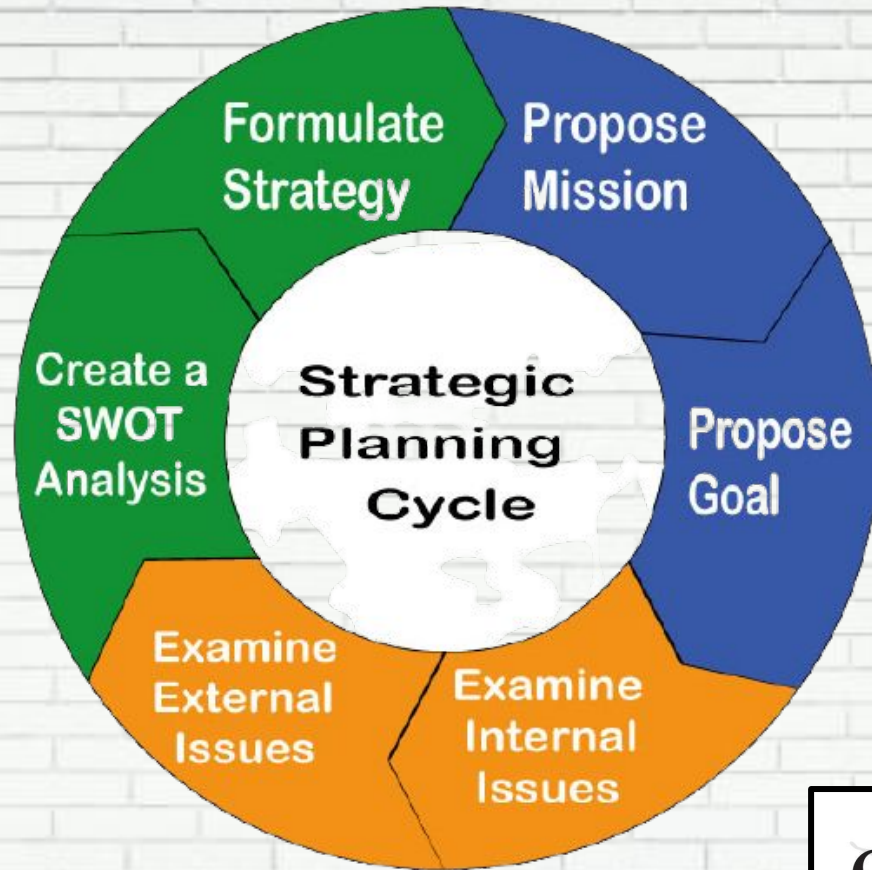 Strategic
Planning
Cycle
Propose
Mission
Propose
Goal
Examine
Internal
Issues
Examine
External
Issues
Create a
SWOT
Analysis
Formulate
Strategy